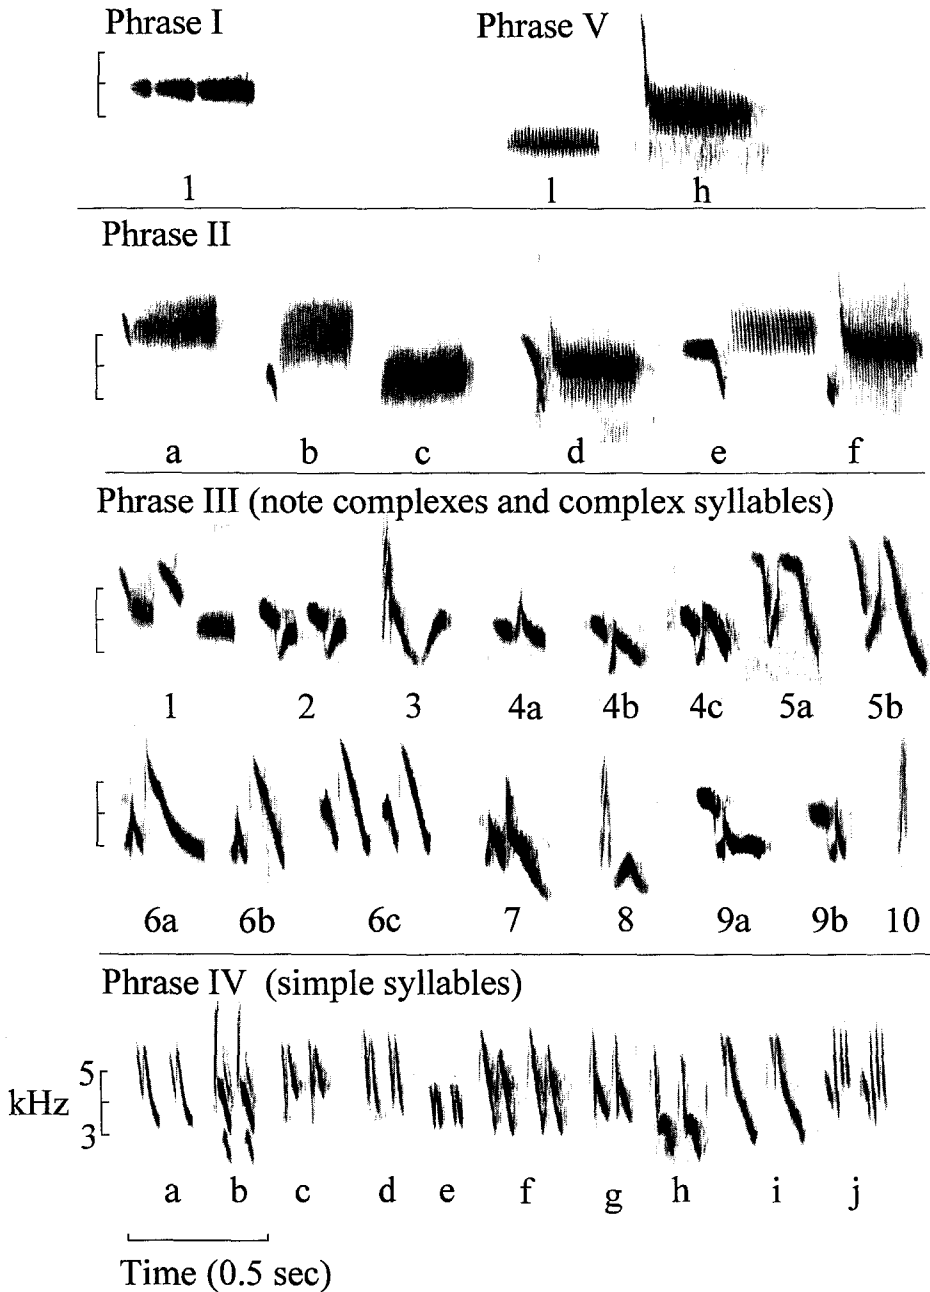 Phrase I Phrase V
1 l h
Phrase II
a b c d e f
Phrase III (note complexes and complex syllables)
1 2 3 4a 4b 4c 5a 5b
6a 6b 6c 7 8 9a 9b 10
Phrase IV (simple syllables)
5
kHz
3
a b c d e f g h i j
Time (0.5 sec)